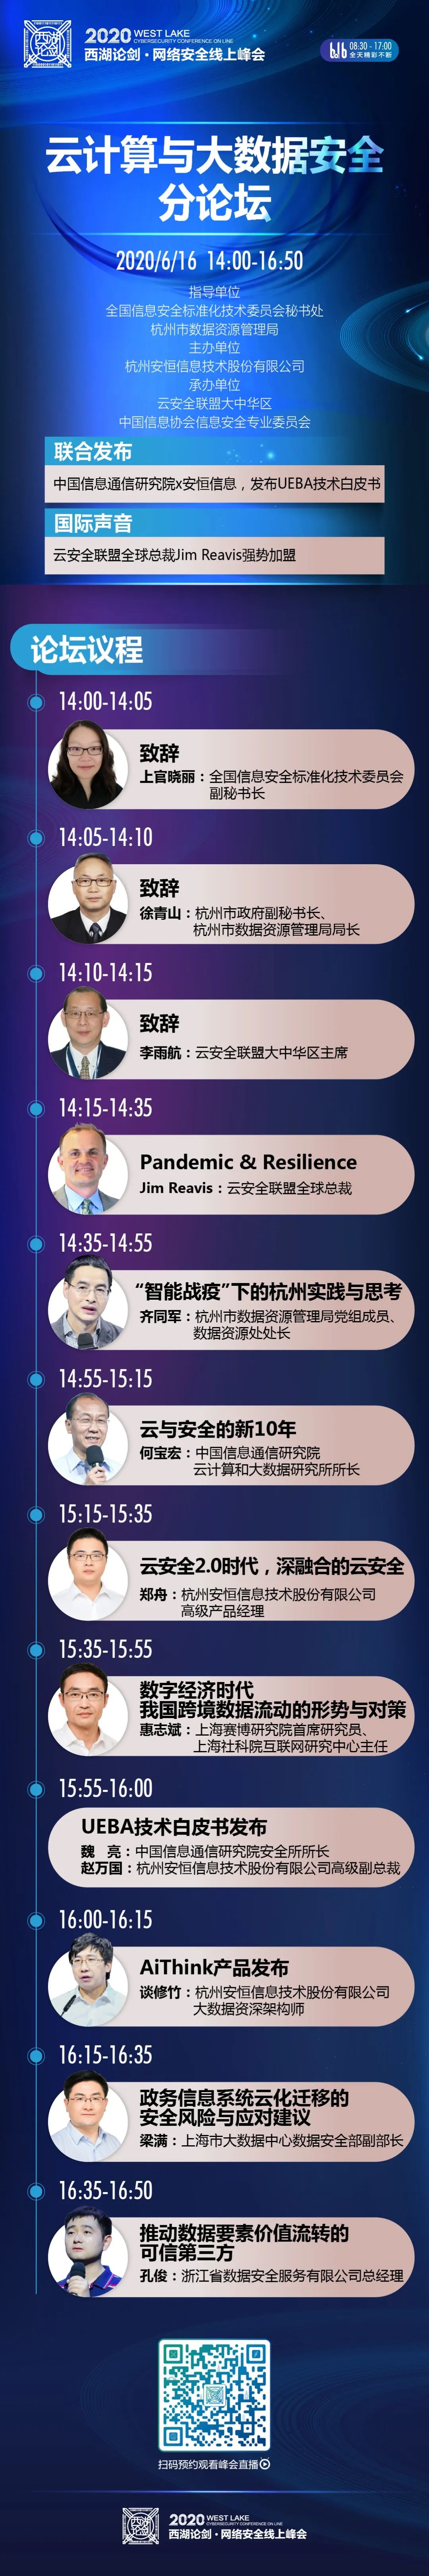 2020 WEST LAKE
CYBERSECURITY CONFERENCE ON LINE
西湖论剑·网络安全线上峰会
6/16 08:30 - 17:00
全天精彩不断
云计算与大数据安全
分论坛
2020/6/16 14:00-16:50
指导单位
全国信息安全标准化技术委员会秘书处
杭州市数据资源管理局
主办单位
杭州安恒信息技术股份有限公司
承办单位
云安全联盟大中华区
中国信息协会信息安全专业委员会
联合发布
中国信息通信研究院x安恒信息，发布UEBA技术白皮书
国际声音
云安全联盟全球总裁Jim Reavis强势加盟
论坛议程
14:00-14:05
致辞
上官晓丽：全国信息安全标准化技术委员会
副秘书长
14:05-14:10
致辞
徐青山：杭州市政府副秘书长、
杭州市数据资源管理局局长
14:10-14:15
致辞
李雨航：云安全联盟大中华区主席
14:15-14:35
Pandemic & Resilience
Jim Reavis：云安全联盟全球总裁
14:35-14:55
“智能战疫”下的杭州实践与思考
齐同军：杭州市数据资源管理局党组成员、
数据资源处处长
14:55-15:15
云与安全的新10年
何宝宏：中国信息通信研究院
云计算和大数据研究所所长
15:15-15:35
云安全2.0时代，深融合的云安全
郑舟：杭州安恒信息技术股份有限公司
高级产品经理
15:35-15:55
数字经济时代
我国跨境数据流动的形势与对策
惠志斌：上海赛博研究院首席研究员、
上海社科院互联网研究中心主任
15:55-16:00
UEBA技术白皮书发布
魏 亮：中国信息通信研究院安全所所长
赵万国：杭州安恒信息技术股份有限公司高级副总裁
16:00-16:15
AiThink产品发布
谈修竹：杭州安恒信息技术股份有限公司
大数据资深架构师
16:15-16:35
政务信息系统云化迁移的
安全风险与应对建议
梁满：上海市大数据中心数据安全部副部长
16:35-16:50
推动数据要素价值流转的
可信第三方
孔俊：浙江省数据安全服务有限公司总经理
扫码预约观看峰会直播
2020 WEST LAKE
CYBERSECURITY CONFERENCE ON LINE
西湖论剑·网络安全线上峰会